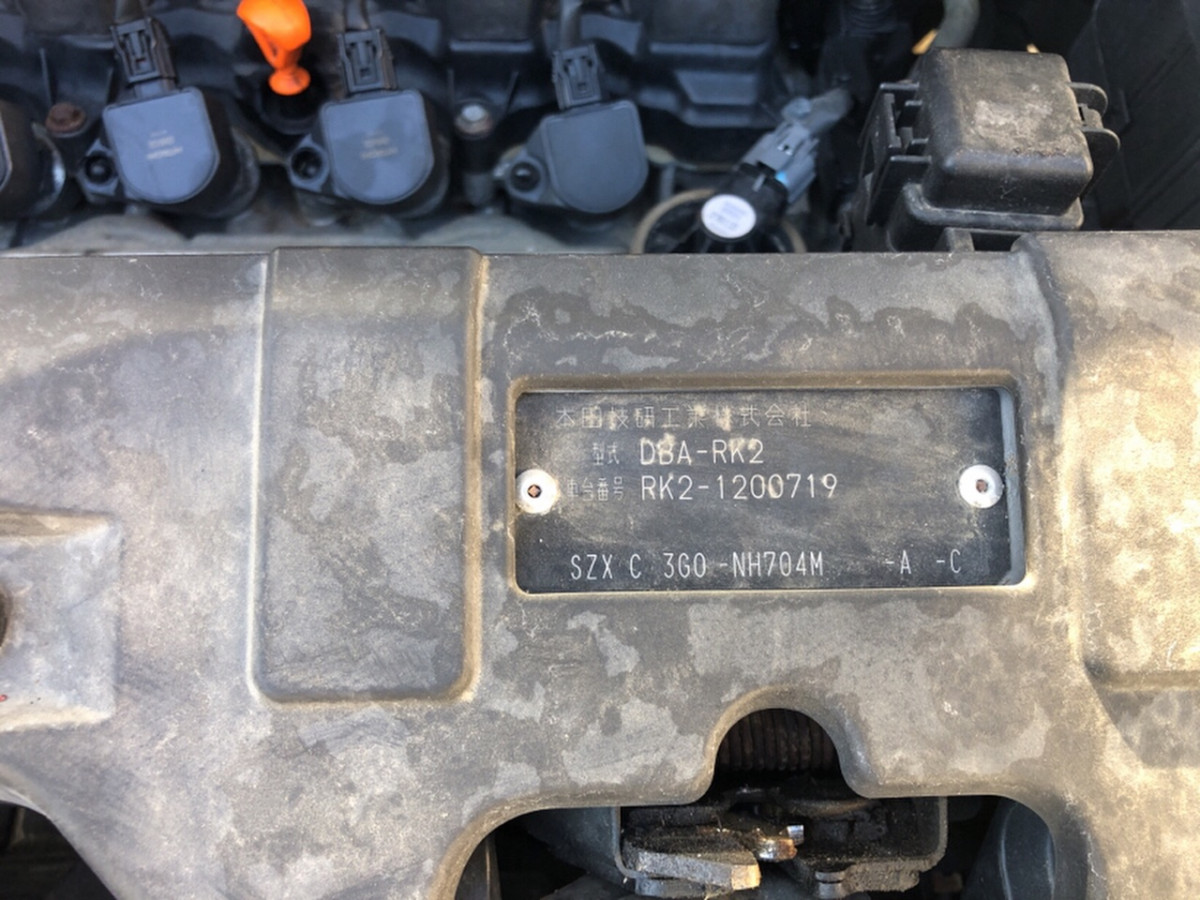 本田技研工業株式会社
型式 DBA-RK2
車台番号 RK2-1200719
SZX C 3G0 -NH704M -A -C